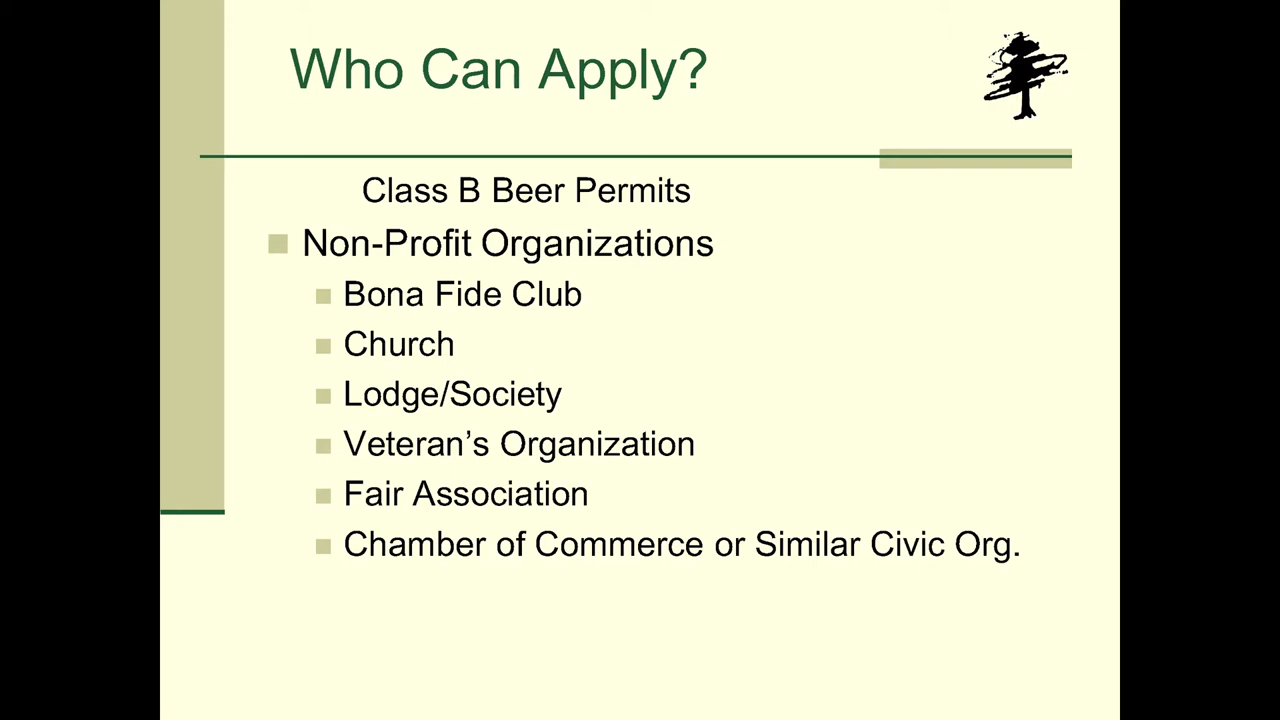 Who Can Apply?
Class B Beer Permits
Non-Profit Organizations
Bona Fide Club
Church
Lodge/Society
Veteran’s Organization
Fair Association
Chamber of Commerce or Similar Civic Org.